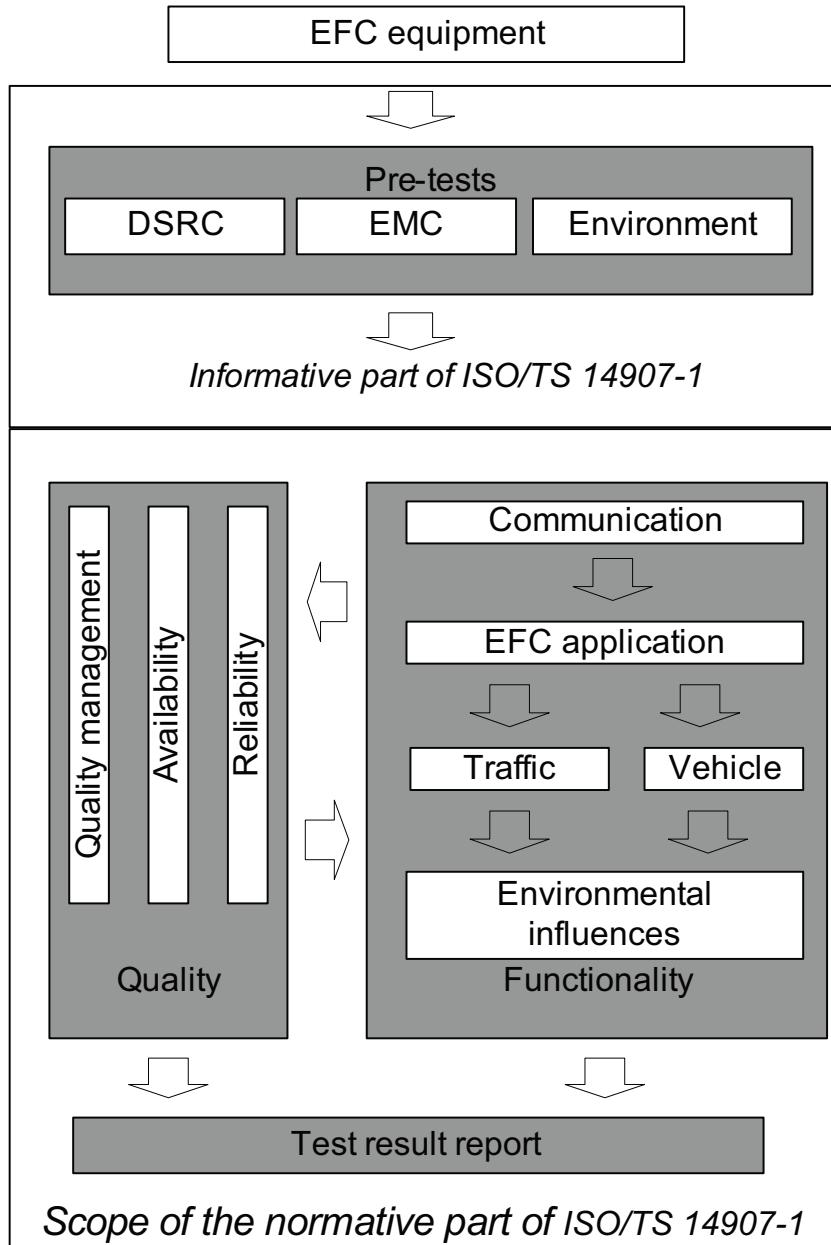 EFC equipment
Pre-tests
DSRC
EMC
Environment
Informative part of ISO/TS 14907-1
Quality management
Availability
Reliability
Quality
Communication
EFC application
Traffic
Vehicle
Environmental
influences
Functionality
Test result report
Scope of the normative part of ISO/TS 14907-1